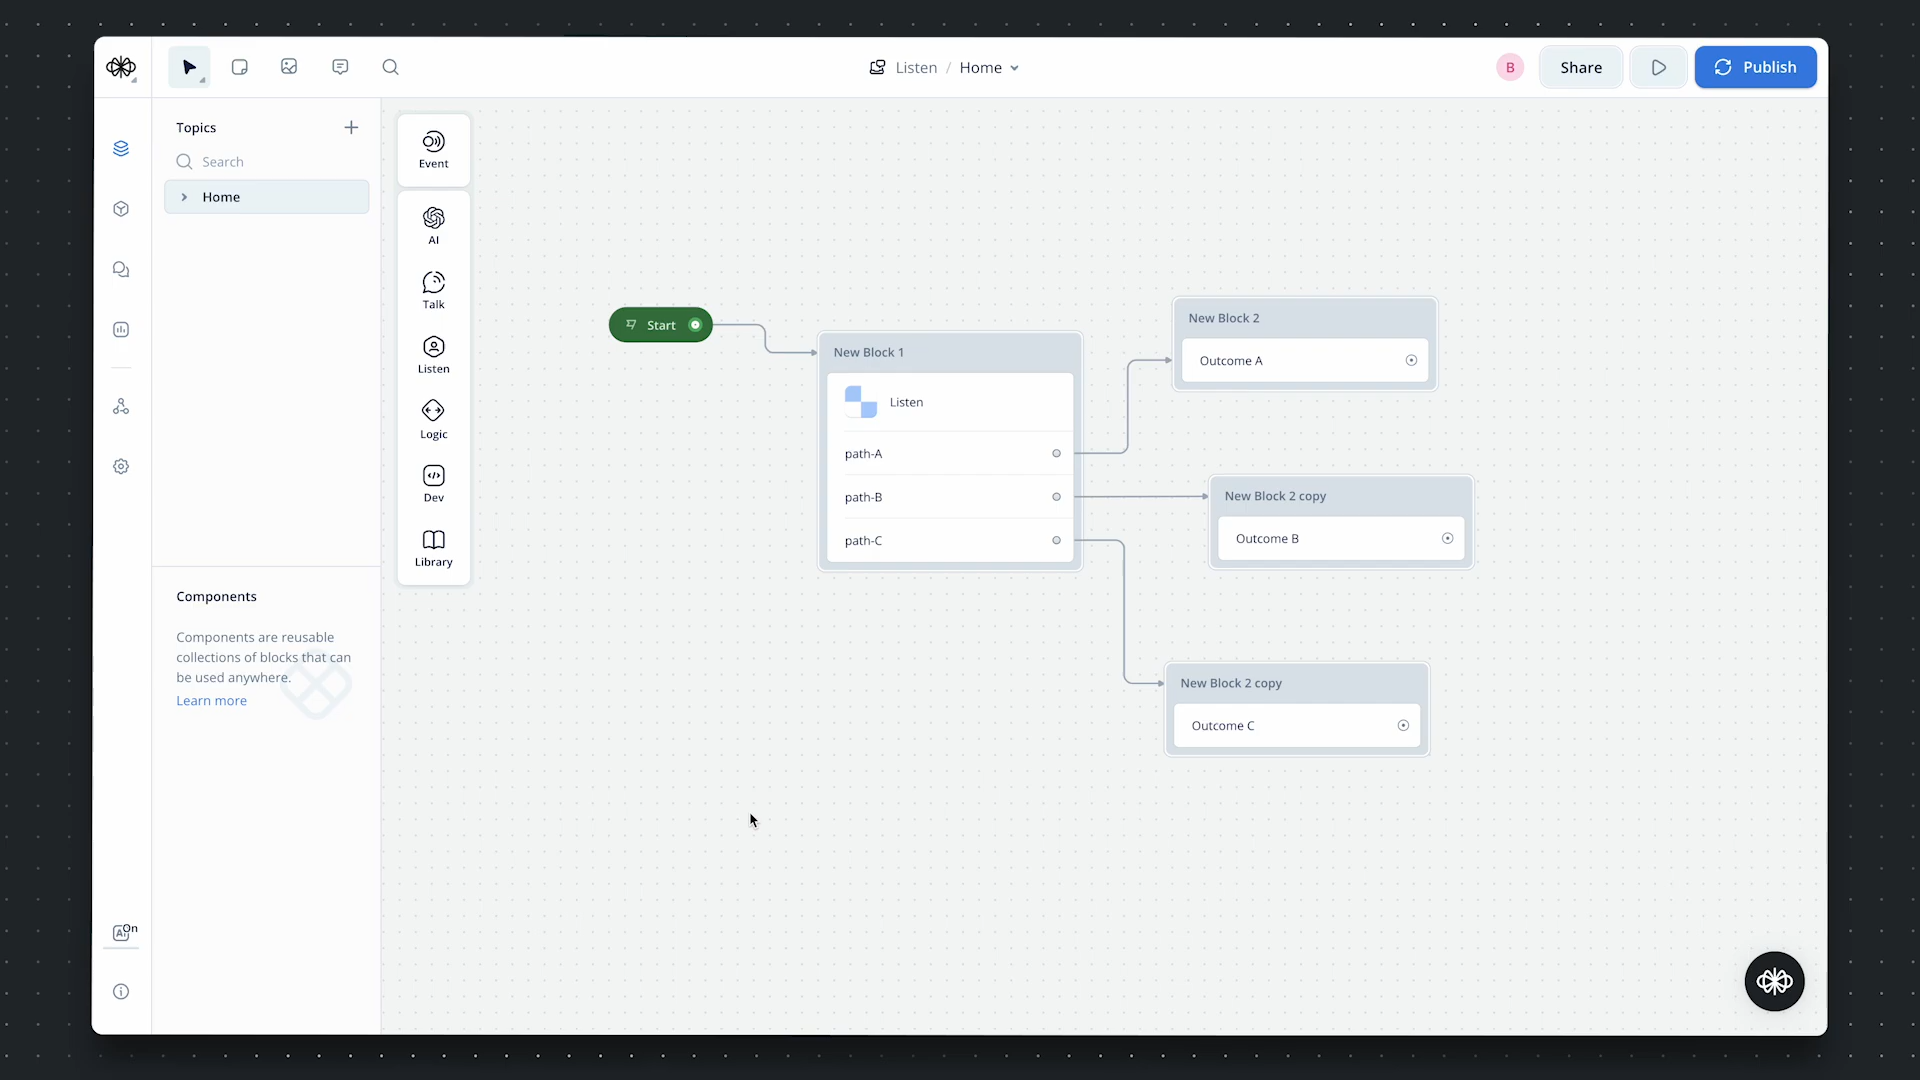 Listen / Home
B
Share
Publish
Topics
Search
Home
Event
AI
Talk
Listen
Logic
Dev
Library
Start
New Block 1
Listen
path-A
path-B
path-C
New Block 2
Outcome A
New Block 2 copy
Outcome B
New Block 2 copy
Outcome C
Components
Components are reusable
collections of blocks that can
be used anywhere.
Learn more
AI On